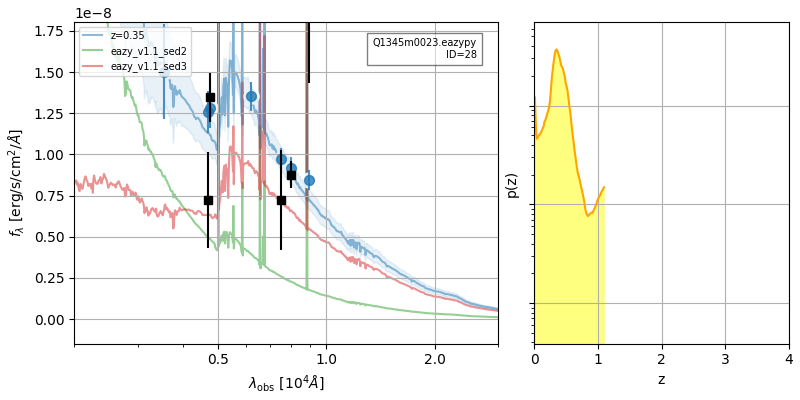 1e−8
1.75
1.50
1.25
1.00
0.75
0.50
0.25
0.00
fλ [erg/s/cm²/Å]
z=0.35
eazy_v1.1_sed2
eazy_v1.1_sed3
Q1345m0023.eazypy
ID=28
0.5
1.0
2.0
λobs [10⁴Å]
p(z)
0
1
2
3
4
z